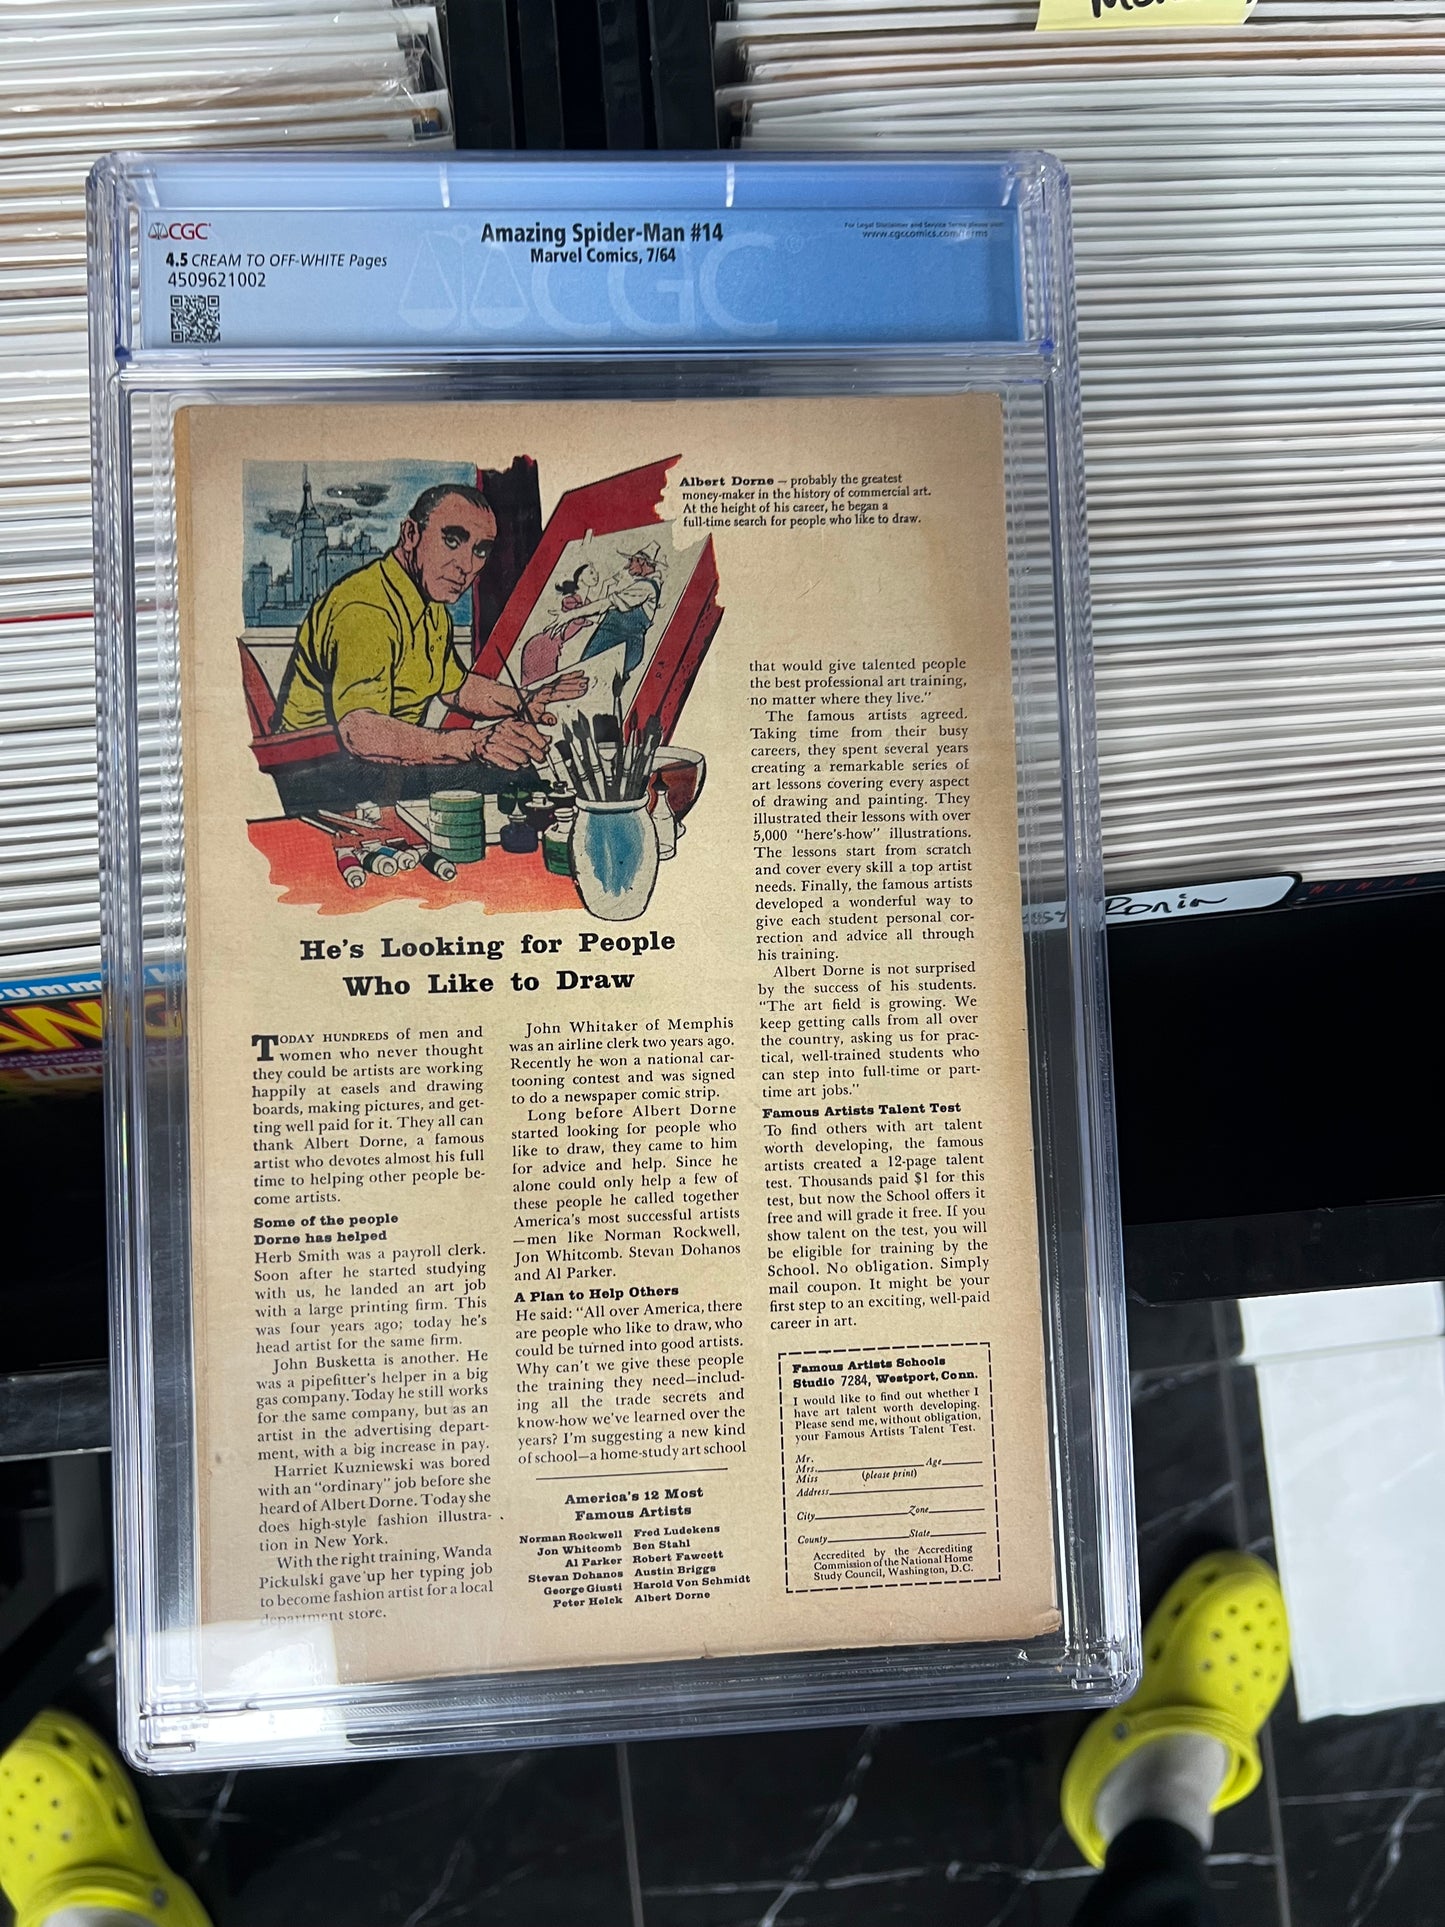 CGC
Amazing Spider-Man #14
Marvel Comics, 7/64
For Legal Disclaimer and Service Terms please visit
www.cgccomics.com/terms
4.5 CREAM TO OFF-WHITE Pages
4509621002
CGC
Albert Dorne — probably the greatest
money-maker in the history of commercial art.
At the height of his career, he began a
full-time search for people who like to draw.
He's Looking for People
Who Like to Draw
TODAY HUNDREDS of men and
women who never thought
they could be artists are working
happily at easels and drawing
boards, making pictures, and get-
ting well paid for it. They all can
thank Albert Dorne, a famous
artist who devotes almost his full
time to helping other people be-
come artists.
Some of the people
Dorne has helped
Herb Smith was a payroll clerk.
Soon after he started studying
with us, he landed an art job
with a large printing firm. This
was four years ago; today he's
head artist for the same firm.
John Busketta is another. He
was a pipefitter's helper in a big
gas company. Today he still works
for the same company, but as an
artist in the advertising depart-
ment, with a big increase in pay.
Harriet Kuzniewski was bored
with an "ordinary" job before she
heard of Albert Dorne. Today she
does high-style fashion illustra-
tion in New York.
With the right training, Wanda
Pickulski gave up her typing job
to become fashion artist for a local
department store.
John Whitaker of Memphis
was an airline clerk two years ago.
Recently he won a national car-
tooning contest and was signed
to do a newspaper comic strip.
Long before Albert Dorne
started looking for people who
like to draw, they came to him
for advice and help. Since he
alone could only help a few of
these people he called together
America's most successful artists
—men like Norman Rockwell,
Jon Whitcomb. Stevan Dohanos
and Al Parker.
A Plan to Help Others
He said: "All over America, there
are people who like to draw, who
could be turned into good artists.
Why can't we give these people
the training they need—includ-
ing all the trade secrets and
know-how we've learned over the
years? I'm suggesting a new kind
of school—a home-study art school
America's 12 Most
Famous Artists
Norman Rockwell Fred Ludekens
Jon Whitcomb Ben Stahl
Al Parker Robert Fawcett
Stevan Dohanos Austin Briggs
George Giusti Harold Von Schmidt
Peter Helck Albert Dorne
that would give talented people
the best professional art training,
no matter where they live."
The famous artists agreed.
Taking time from their busy
careers, they spent several years
creating a remarkable series of
art lessons covering every aspect
of drawing and painting. They
illustrated their lessons with over
5,000 "here's-how" illustrations.
The lessons start from scratch
and cover every skill a top artist
needs. Finally, the famous artists
developed a wonderful way to
give each student personal cor-
rection and advice all through
his training.
Albert Dorne is not surprised
by the success of his students.
"The art field is growing. We
keep getting calls from all over
the country, asking us for prac-
tical, well-trained students who
can step into full-time or part-
time art jobs."
Famous Artists Talent Test
To find others with art talent
worth developing, the famous
artists created a 12-page talent
test. Thousands paid $1 for this
test, but now the School offers it
free and will grade it free. If you
show talent on the test, you will
be eligible for training by the
School. No obligation. Simply
mail coupon. It might be your
first step to an exciting, well-paid
career in art.
Famous Artists Schools
Studio 7284, Westport, Conn.
I would like to find out whether I
have art talent worth developing.
Please send me, without obligation,
your Famous Artists Talent Test.
Mr.
Mrs. Age
Miss (please print)
Address
City Zone
County State
Accredited by the Accrediting
Commission of the National Home
Study Council, Washington, D.C.
Ronin
NINJA